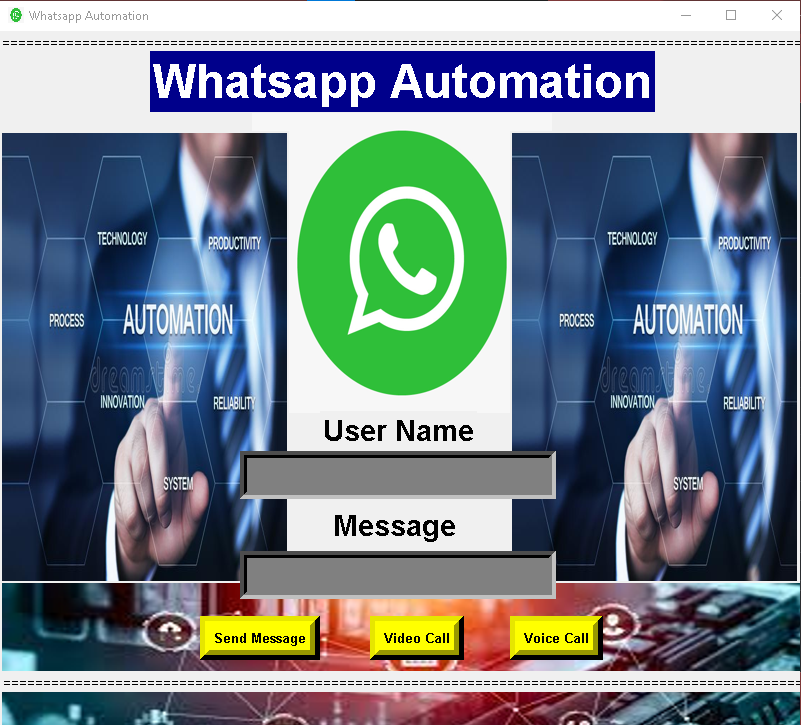 Whatsapp Automation
================================================================================
Whatsapp Automation
TECHNOLOGY PRODUCTIVITY
PROCESS AUTOMATION
dreamstime
INNOVATION RELIABILITY
SYSTEM
TECHNOLOGY PRODUCTIVITY
PROCESS AUTOMATION
dreamstime
INNOVATION RELIABILITY
SYSTEM
User Name
Message
Send Message Video Call Voice Call
================================================================================